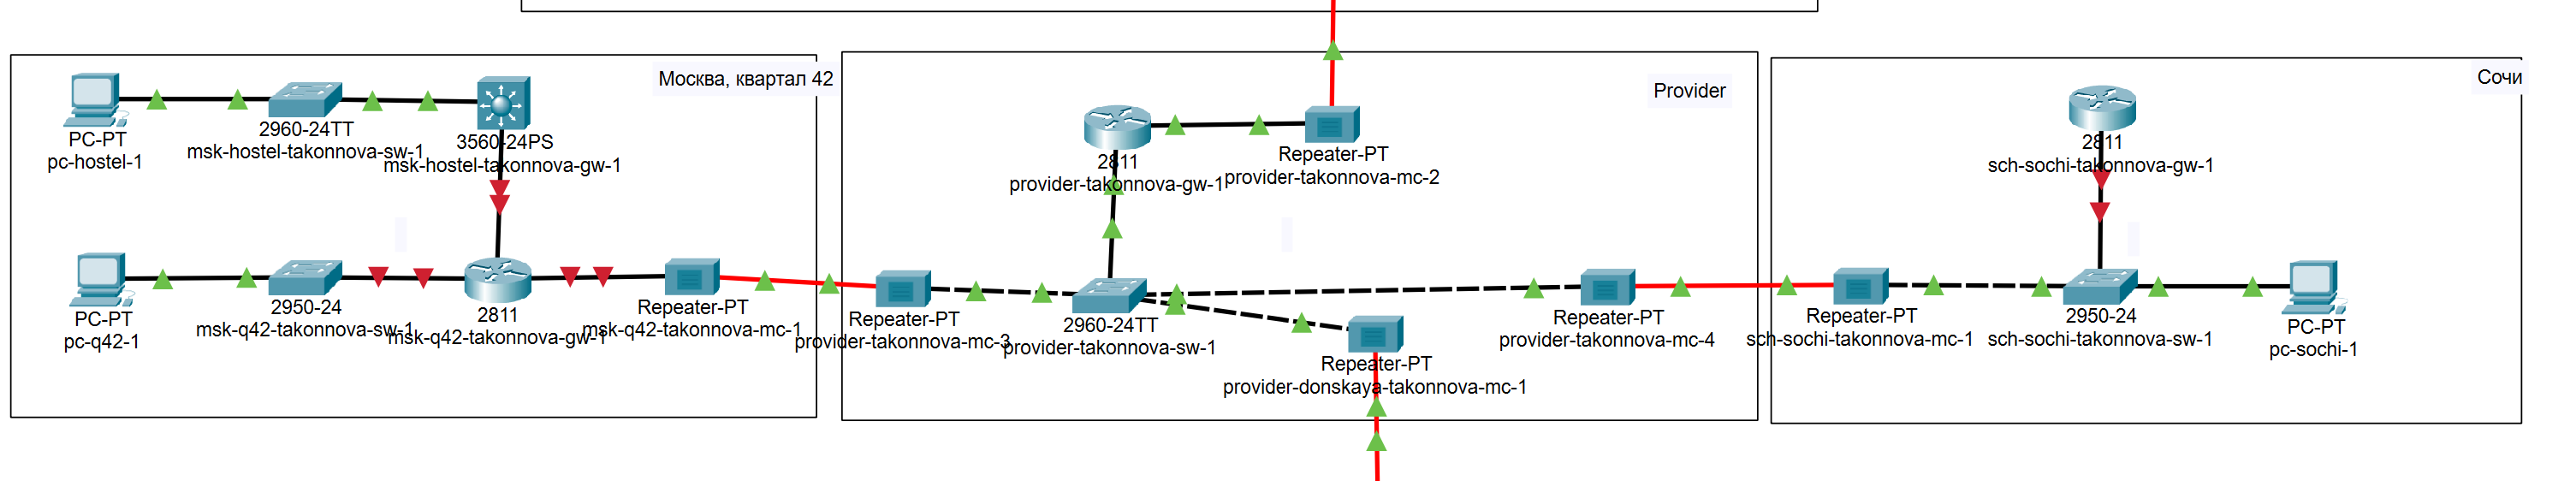 Москва, квартал 42
PC-PT
pc-hostel-1
2960-24TT
msk-hostel-takonnova-sw-1
3560-24PS
msk-hostel-takonnova-gw-1
PC-PT
pc-q42-1
2950-24
msk-q42-takonnova-sw-1
2811
msk-q42-takonnova-gw-1
Repeater-PT
msk-q42-takonnova-mc-1
Provider
2811
provider-takonnova-gw-1
Repeater-PT
provider-takonnova-mc-2
Repeater-PT
provider-takonnova-mc-3
2960-24TT
provider-takonnova-sw-1
Repeater-PT
provider-donskaya-takonnova-mc-1
Repeater-PT
provider-takonnova-mc-4
Сочи
2811
sch-sochi-takonnova-gw-1
Repeater-PT
sch-sochi-takonnova-mc-1
2950-24
sch-sochi-takonnova-sw-1
PC-PT
pc-sochi-1